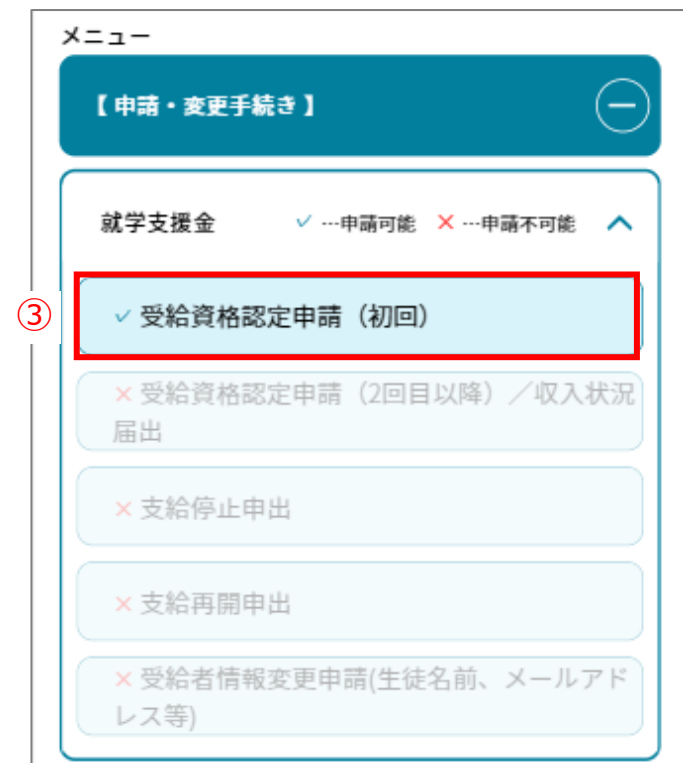 メニュー
【 申請・変更手続き 】
就学支援金 ✓ …申請可能 ✕ …申請不可能
③
✓ 受給資格認定申請（初回）
✕ 受給資格認定申請（2回目以降）／収入状況
届出
✕ 支給停止申出
✕ 支給再開申出
✕ 受給者情報変更申請(生徒名前、メールアド
レス等)